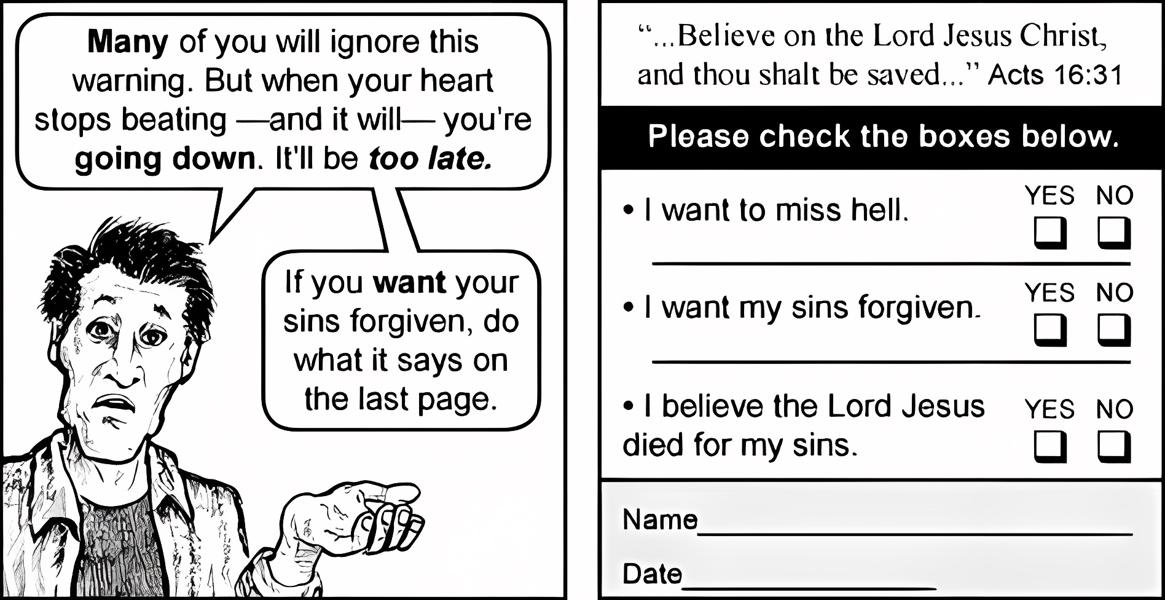 Many of you will ignore this
warning. But when your heart
stops beating —and it will— you're
going down. It'll be too late.
If you want your
sins forgiven, do
what it says on
the last page.
“...Believe on the Lord Jesus Christ,
and thou shalt be saved...” Acts 16:31
Please check the boxes below.
YES NO
• I want to miss hell.
YES NO
• I want my sins forgiven.
YES NO
• I believe the Lord Jesus
died for my sins.
Name
Date